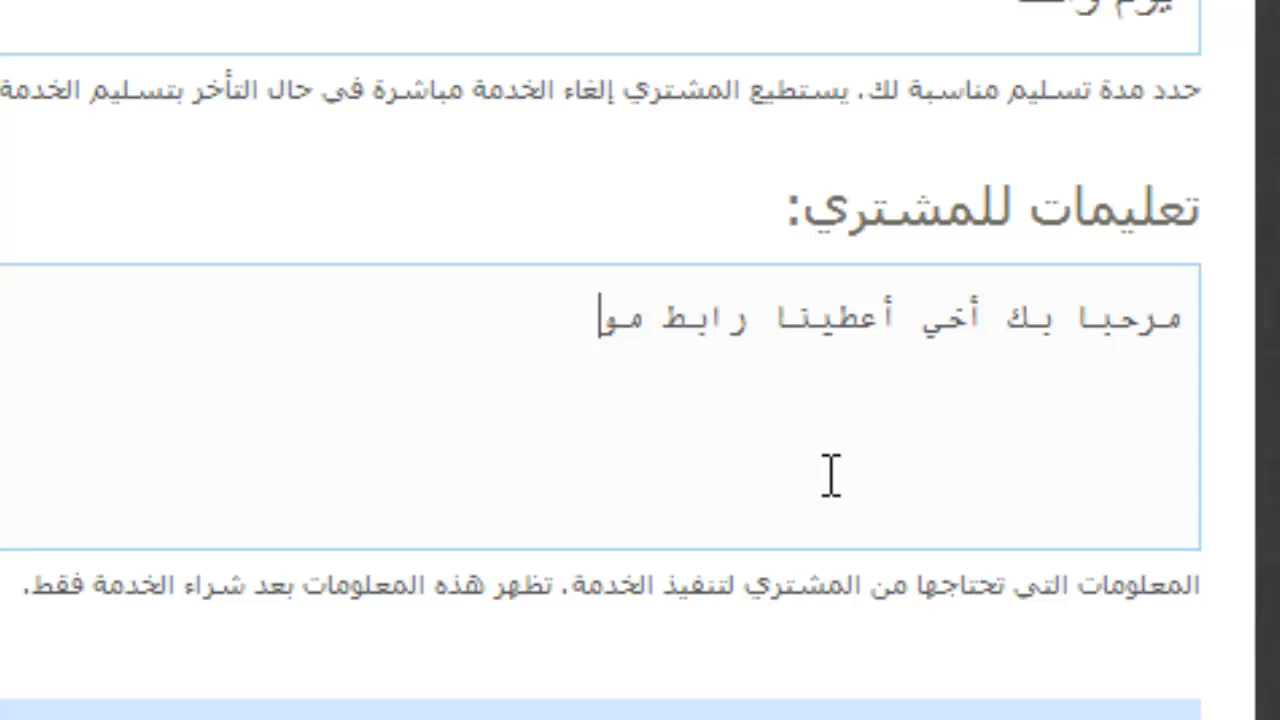 حدد مدة تسليم مناسبة لك. يستطيع المشتري إلغاء الخدمة مباشرة في حال التأخر بتسليم الخدمة
تعليمات للمشتري:
مرحبا بك أخي أعطينا رابط مو
المعلومات التي تحتاجها من المشتري لتنفيذ الخدمة. تظهر هذه المعلومات بعد شراء الخدمة فقط.